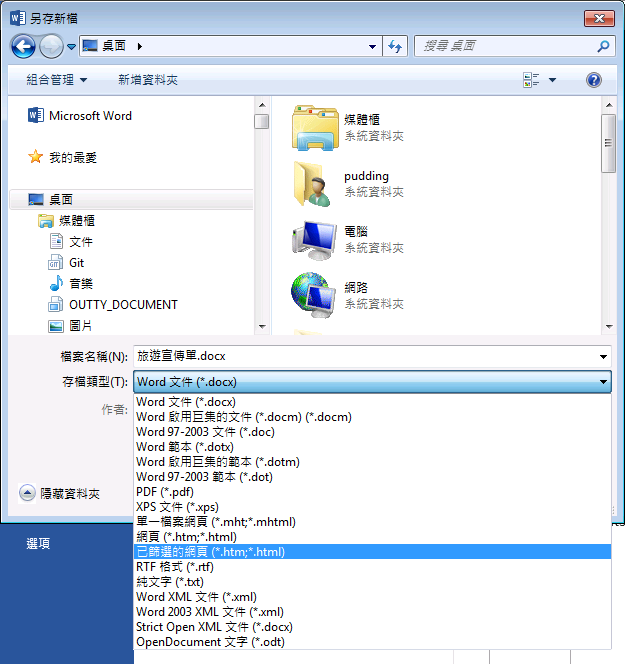 另存新檔
桌面
搜尋 桌面
組合管理
新增資料夾
Microsoft Word
我的最愛
桌面
媒體櫃
文件
Git
音樂
OUTTY_DOCUMENT
圖片
媒體櫃
系統資料夾
pudding
系統資料夾
電腦
系統資料夾
網路
系統資料夾
檔案名稱(N):
旅遊宣傳單.docx
存檔類型(T):
Word 文件 (*.docx)
作者:
Word 文件 (*.docx)
Word 啟用巨集的文件 (*.docm) (*.docm)
Word 97-2003 文件 (*.doc)
Word 範本 (*.dotx)
Word 啟用巨集的範本 (*.dotm)
Word 97-2003 範本 (*.dot)
PDF (*.pdf)
XPS 文件 (*.xps)
單一檔案網頁 (*.mht;*.mhtml)
網頁 (*.htm;*.html)
已篩選的網頁 (*.htm;*.html)
RTF 格式 (*.rtf)
純文字 (*.txt)
Word XML 文件 (*.xml)
Word 2003 XML 文件 (*.xml)
Strict Open XML 文件 (*.docx)
OpenDocument 文字 (*.odt)
隱藏資料夾
選項